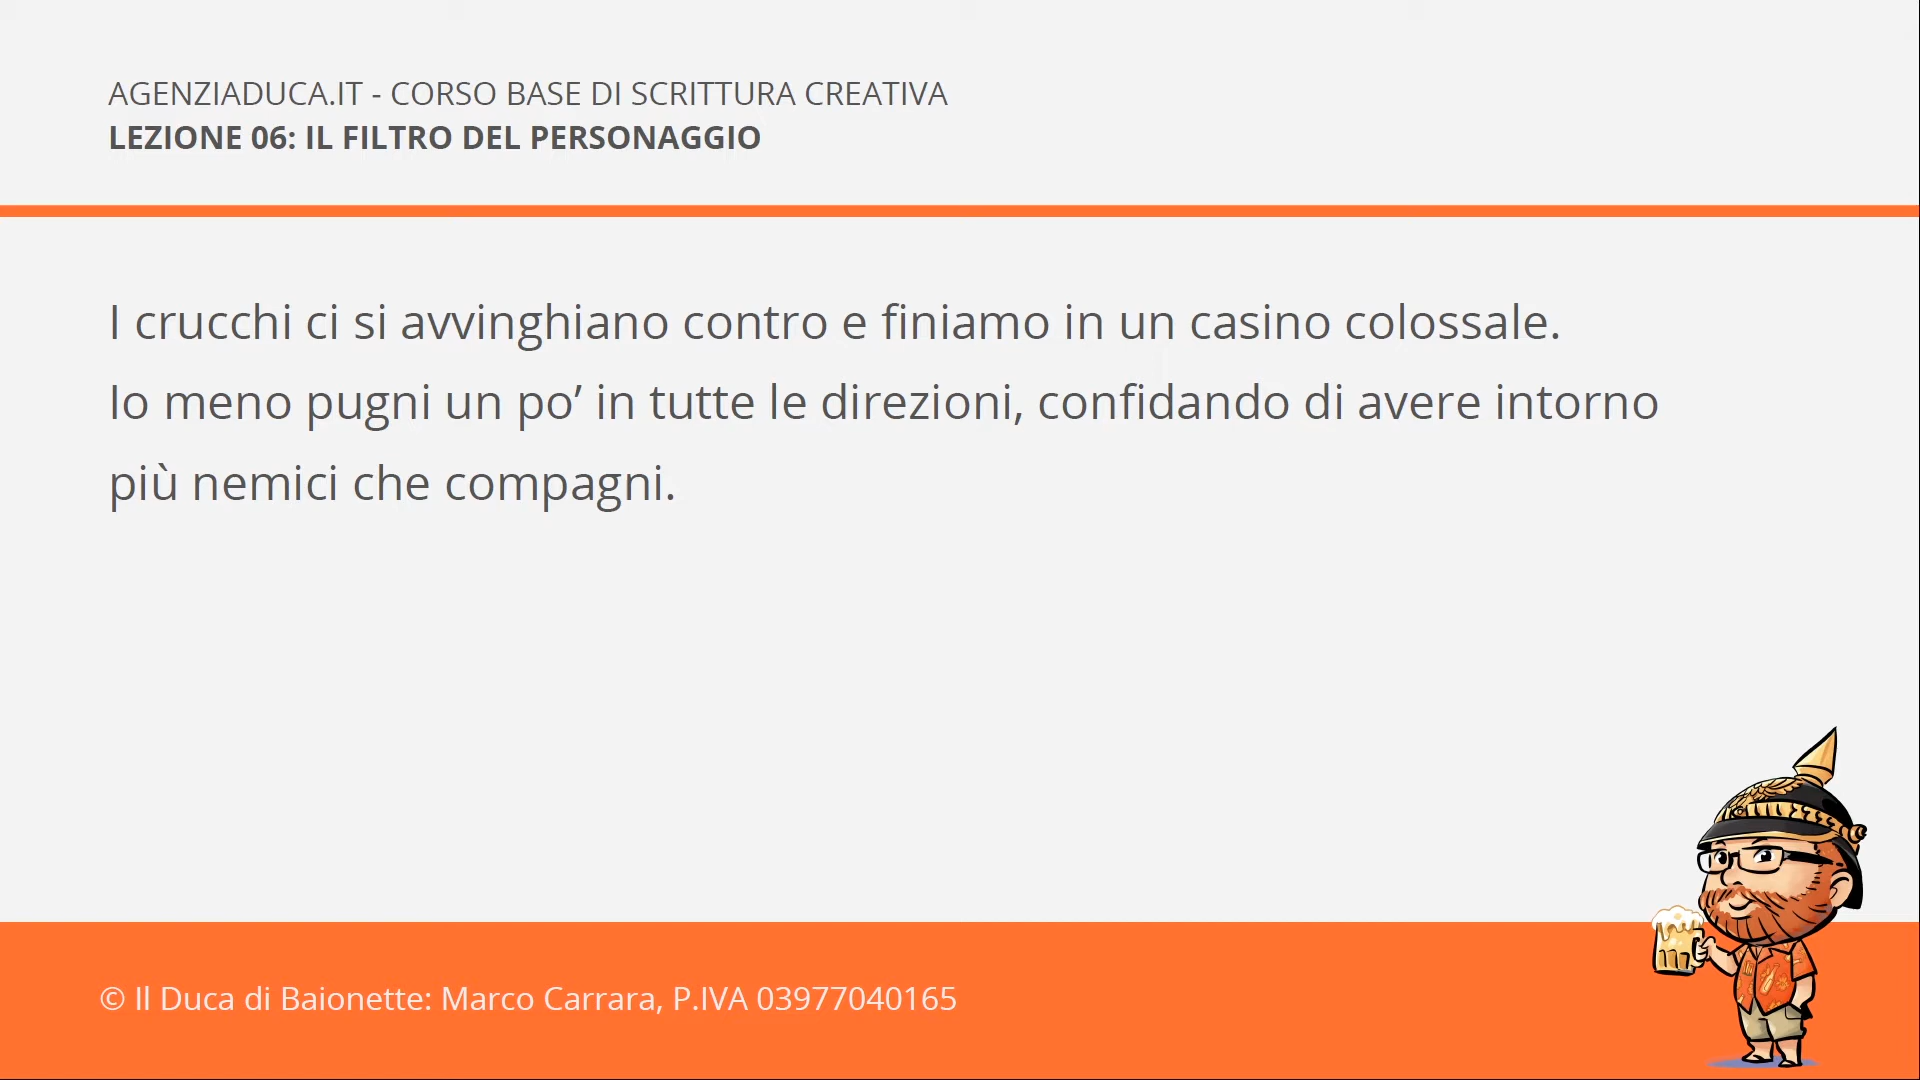 AGENZIADUCA.IT - CORSO BASE DI SCRITTURA CREATIVA
LEZIONE 06: IL FILTRO DEL PERSONAGGIO
I crucchi ci si avvinghiano contro e finiamo in un casino colossale.
Io meno pugni un po’ in tutte le direzioni, confidando di avere intorno
più nemici che compagni.
© Il Duca di Baionette: Marco Carrara, P.IVA 03977040165